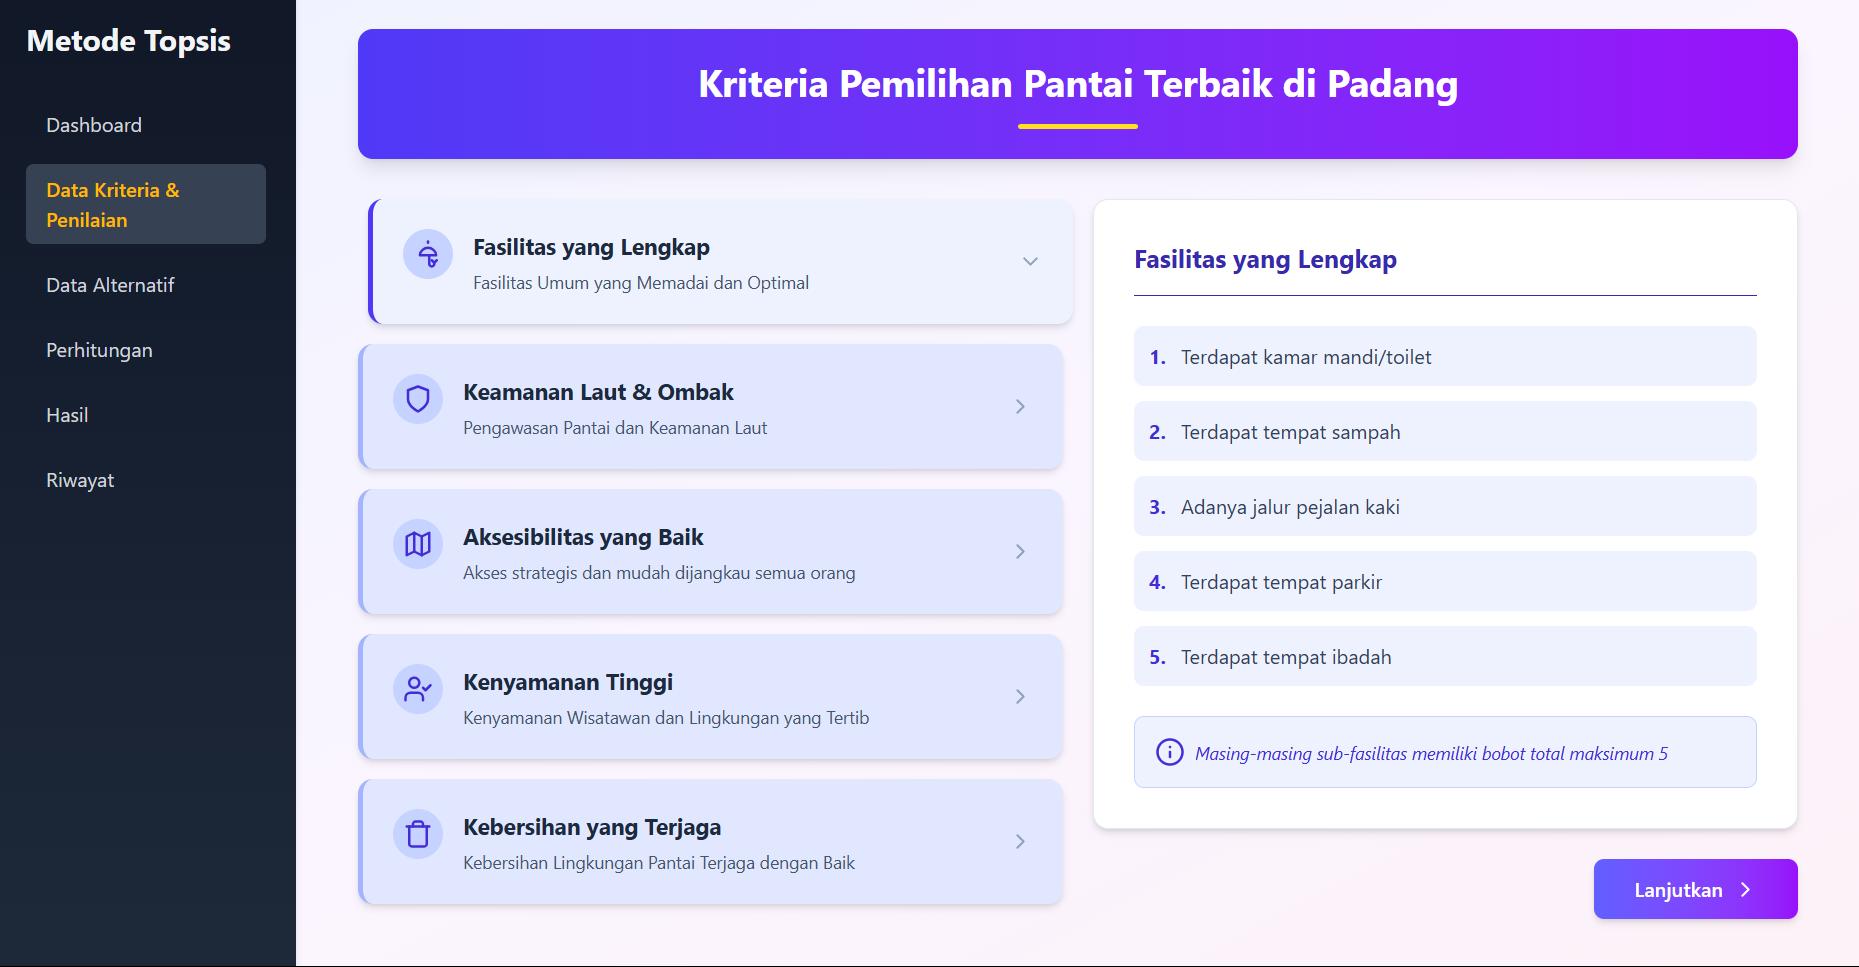 Metode Topsis
Dashboard
Data Kriteria &
Penilaian
Data Alternatif
Perhitungan
Hasil
Riwayat
Kriteria Pemilihan Pantai Terbaik di Padang
Fasilitas yang Lengkap
Fasilitas Umum yang Memadai dan Optimal
Keamanan Laut & Ombak
Pengawasan Pantai dan Keamanan Laut
Aksesibilitas yang Baik
Akses strategis dan mudah dijangkau semua orang
Kenyamanan Tinggi
Kenyamanan Wisatawan dan Lingkungan yang Tertib
Kebersihan yang Terjaga
Kebersihan Lingkungan Pantai Terjaga dengan Baik
Fasilitas yang Lengkap
1. Terdapat kamar mandi/toilet
2. Terdapat tempat sampah
3. Adanya jalur pejalan kaki
4. Terdapat tempat parkir
5. Terdapat tempat ibadah
Masing-masing sub-fasilitas memiliki bobot total maksimum 5
Lanjutkan